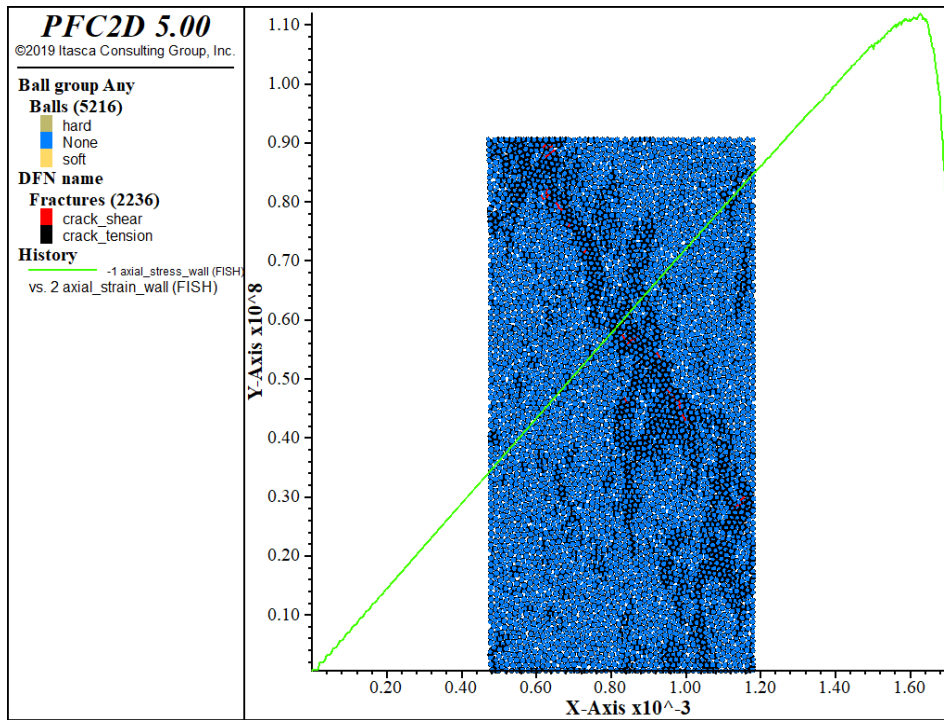 PFC2D 5.00
©2019 Itasca Consulting Group, Inc.
Ball group Any
Balls (5216)
hard
None
soft
DFN name
Fractures (2236)
crack_shear
crack_tension
History
-1 axial_stress_wall (FISH)
vs. 2 axial_strain_wall (FISH)
Y-Axis x10^8
1.10
1.00
0.90
0.80
0.70
0.60
0.50
0.40
0.30
0.20
0.10
0.20
0.40
0.60
0.80
1.00
1.20
1.40
1.60
X-Axis x10^-3